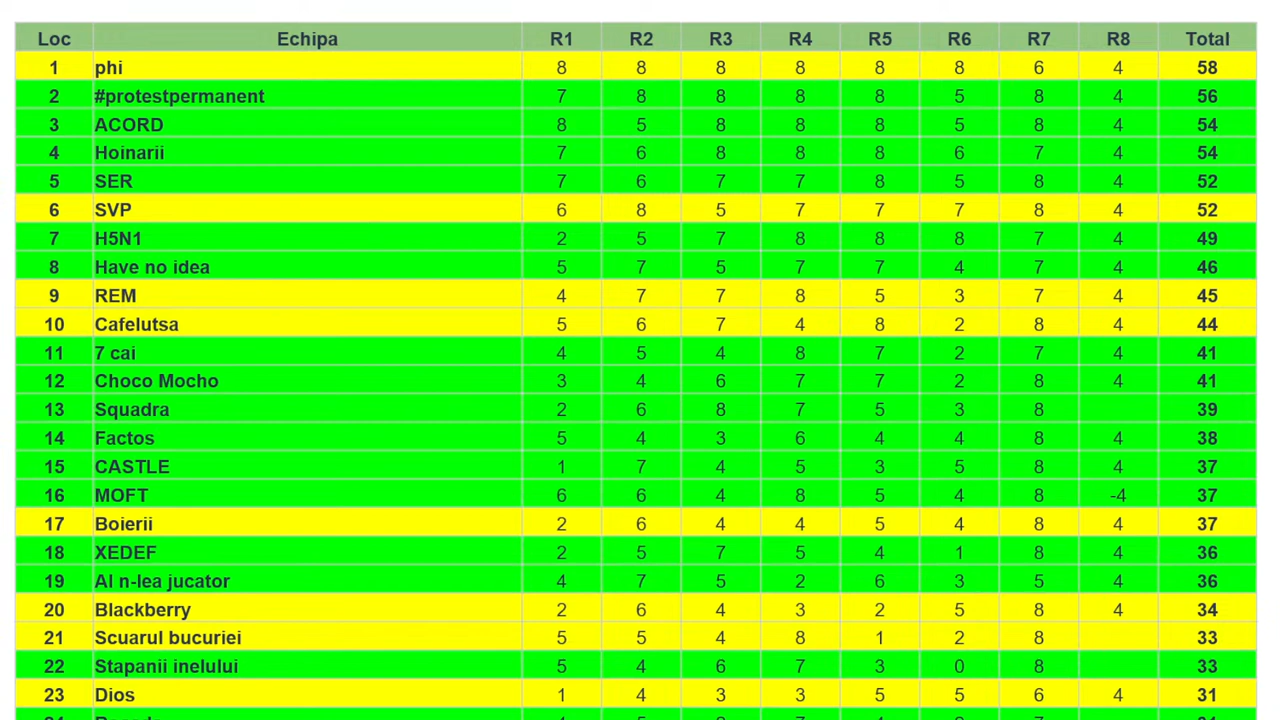 Loc Echipa R1 R2 R3 R4 R5 R6 R7 R8 Total
1 phi 8 8 8 8 8 8 6 4 58
2 #protestpermanent 7 8 8 8 8 5 8 4 56
3 ACORD 8 5 8 8 8 5 8 4 54
4 Hoinarii 7 6 8 8 8 6 7 4 54
5 SER 7 6 7 7 8 5 8 4 52
6 SVP 6 8 5 7 7 7 8 4 52
7 H5N1 2 5 7 8 8 8 7 4 49
8 Have no idea 5 7 5 7 7 4 7 4 46
9 REM 4 7 7 8 5 3 7 4 45
10 Cafelutsa 5 6 7 4 8 2 8 4 44
11 7 cai 4 5 4 8 7 2 7 4 41
12 Choco Mocho 3 4 6 7 7 2 8 4 41
13 Squadra 2 6 8 7 5 3 8 39
14 Factos 5 4 3 6 4 4 8 4 38
15 CASTLE 1 7 4 5 3 5 8 4 37
16 MOFT 6 6 4 8 5 4 8 -4 37
17 Boierii 2 6 4 4 5 4 8 4 37
18 XEDEF 2 5 7 5 4 1 8 4 36
19 Al n-lea jucator 4 7 5 2 6 3 5 4 36
20 Blackberry 2 6 4 3 2 5 8 4 34
21 Scuarul bucuriei 5 5 4 8 1 2 8 33
22 Stapanii inelului 5 4 6 7 3 0 8 33
23 Dios 1 4 3 3 5 5 6 4 31